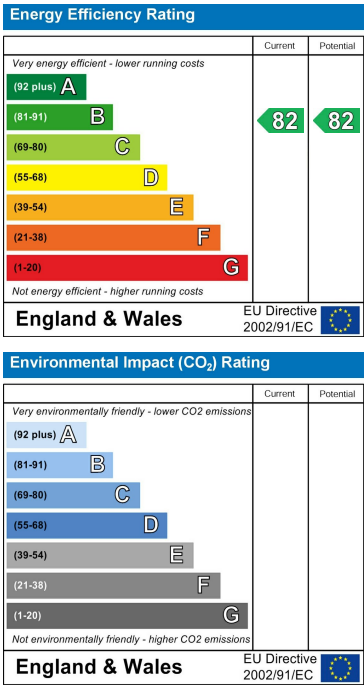 Energy Efficiency Rating
Current Potential
Very energy efficient - lower running costs
(92 plus) A
(81-91) B 82 82
(69-80) C
(55-68) D
(39-54) E
(21-38) F
(1-20) G
Not energy efficient - higher running costs
England & Wales
EU Directive
2002/91/EC
Environmental Impact (CO₂) Rating
Current Potential
Very environmentally friendly - lower CO2 emissions
(92 plus) A
(81-91) B
(69-80) C
(55-68) D
(39-54) E
(21-38) F
(1-20) G
Not environmentally friendly - higher CO2 emissions
England & Wales
EU Directive
2002/91/EC